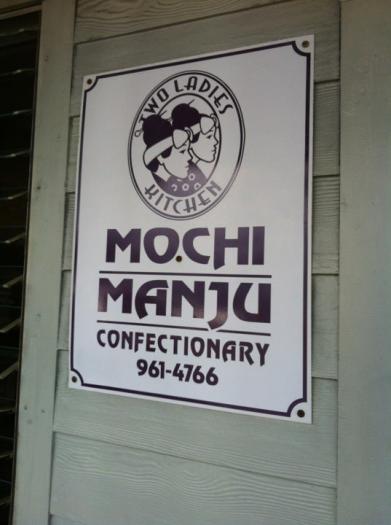 TWO LADIES
KITCHEN
MOCHI
MANJU
CONFECTIONARY
961-4766